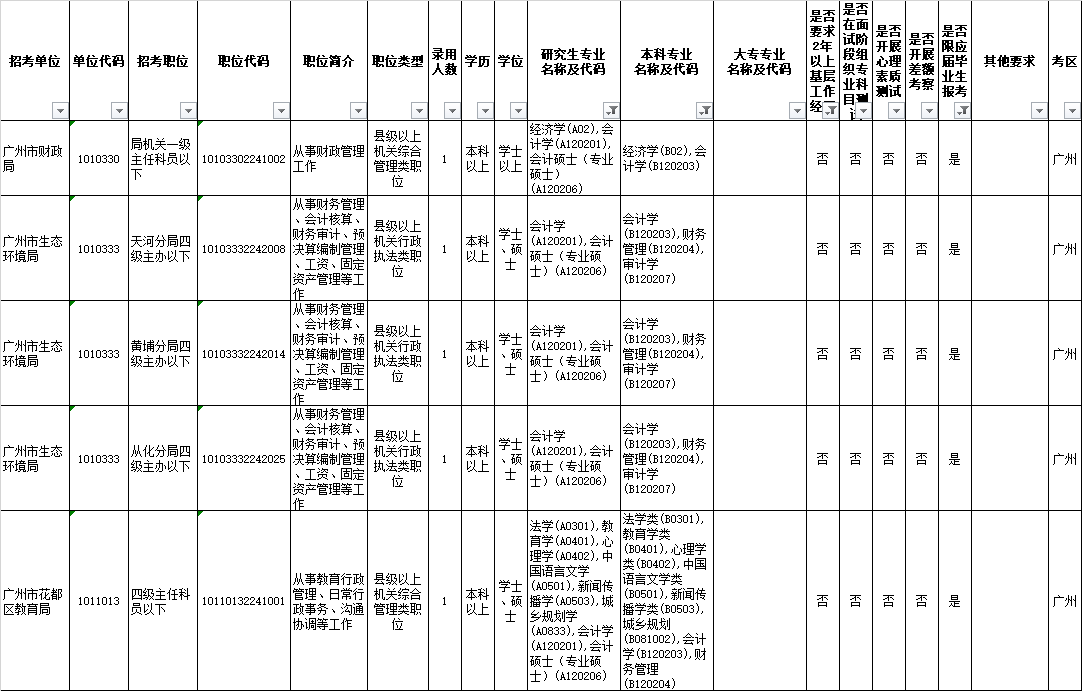 招考单位
单位代码
招考职位
职位代码
职位简介
职位类型
录用
人数
学历
学位
研究生专业
名称及代码
本科专业
名称及代码
大专专业
名称及代码
是否
要求
2年
以上
基层
工作
经
是否
在面
试阶
段组
织专
业科
目测
试
是否
开展
心理
素质
测试
是否
开展
差额
考察
是否
限应
届毕
业生
报考
其他要求
考区
广州市财政
局
1010330
局机关一级
主任科员以
下
10103302241002
从事财政管理
工作
县级以上
机关综合
管理类职
位
1
本科
以上
学士
以上
经济学(A02),会
计学(A120201),
会计硕士（专业
硕士）
(A120206)
经济学(B02),会
计学(B120203)
否
否
否
否
是
广州
广州市生态
环境局
1010333
天河分局四
级主办以下
10103332242008
从事财务管理
、会计核算、
财务审计、预
决算编制管理
、工资、固定
资产管理等工
作
县级以上
机关行政
执法类职
位
1
本科
以上
学士
、硕
士
会计学
(A120201),会计
硕士（专业硕
士）(A120206)
会计学
(B120203),财务
管理(B120204),
审计学
(B120207)
否
否
否
否
是
广州
广州市生态
环境局
1010333
黄埔分局四
级主办以下
10103332242014
从事财务管理
、会计核算、
财务审计、预
决算编制管理
、工资、固定
资产管理等工
作
县级以上
机关行政
执法类职
位
1
本科
以上
学士
、硕
士
会计学
(A120201),会计
硕士（专业硕
士）(A120206)
会计学
(B120203),财务
管理(B120204),
审计学
(B120207)
否
否
否
否
是
广州
广州市生态
环境局
1010333
从化分局四
级主办以下
10103332242025
从事财务管理
、会计核算、
财务审计、预
决算编制管理
、工资、固定
资产管理等工
作
县级以上
机关行政
执法类职
位
1
本科
以上
学士
、硕
士
会计学
(A120201),会计
硕士（专业硕
士）(A120206)
会计学
(B120203),财务
管理(B120204),
审计学
(B120207)
否
否
否
否
是
广州
广州市花都
区教育局
1011013
四级主任科
员以下
10110132241001
从事教育行政
管理、日常行
政事务、沟通
协调等工作
县级以上
机关综合
管理类职
位
1
本科
以上
学士
、硕
士
法学(A0301),教
育学(A0401),心
理学(A0402),中
国语言文学
(A0501),新闻传
播学(A0503),城
乡规划学
(A0833),会计学
(A120201),会计
硕士（专业硕
士）(A120206)
法学类(B0301),
教育学类
(B0401),心理学
类(B0402),中国
语言文学类
(B0501),新闻传
播学类(B0503),
城乡规划
(B081002),会计
学(B120203),财
务管理
(B120204)
否
否
否
否
是
广州